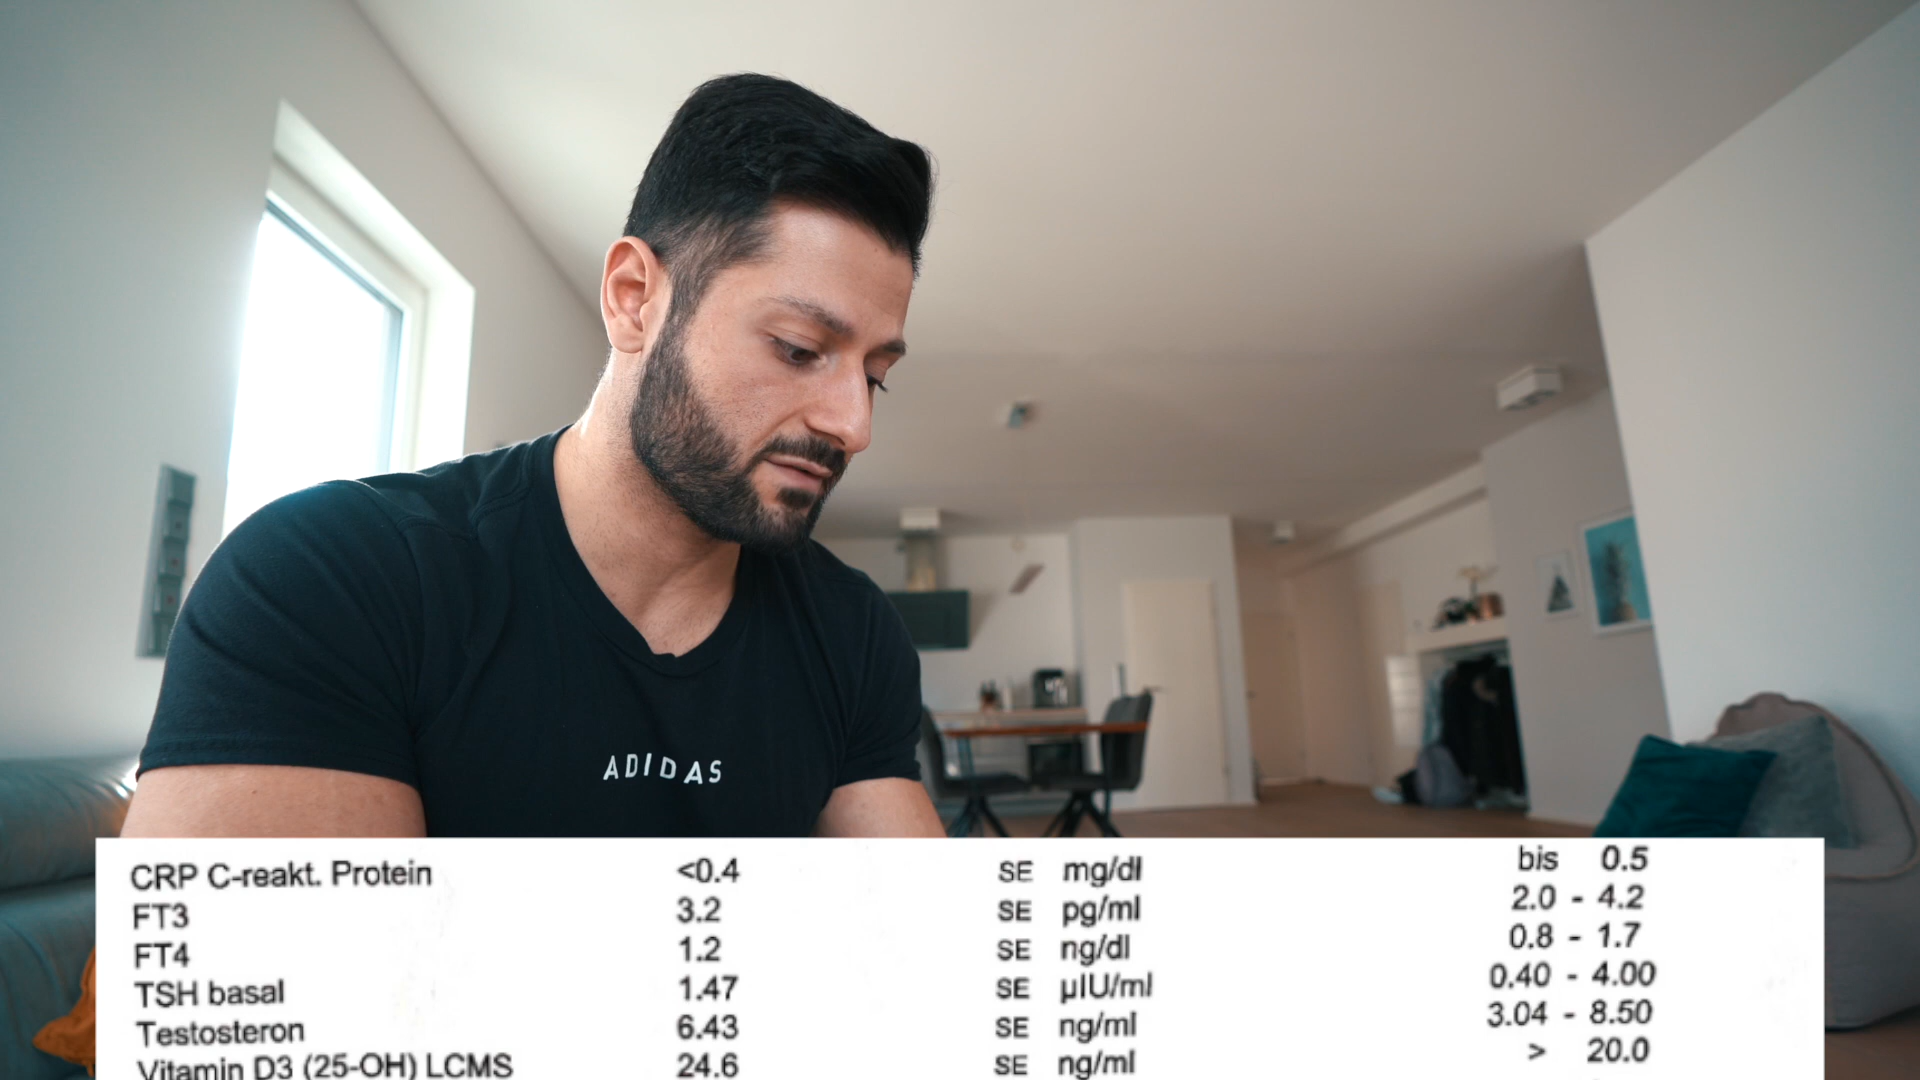 ADIDAS
CRP C-reakt. Protein <0.4 SE mg/dl bis 0.5
FT3 3.2 SE pg/ml 2.0 - 4.2
FT4 1.2 SE ng/dl 0.8 - 1.7
TSH basal 1.47 SE µIU/ml 0.40 - 4.00
Testosteron 6.43 SE ng/ml 3.04 - 8.50
Vitamin D3 (25-OH) LCMS 24.6 SE ng/ml > 20.0